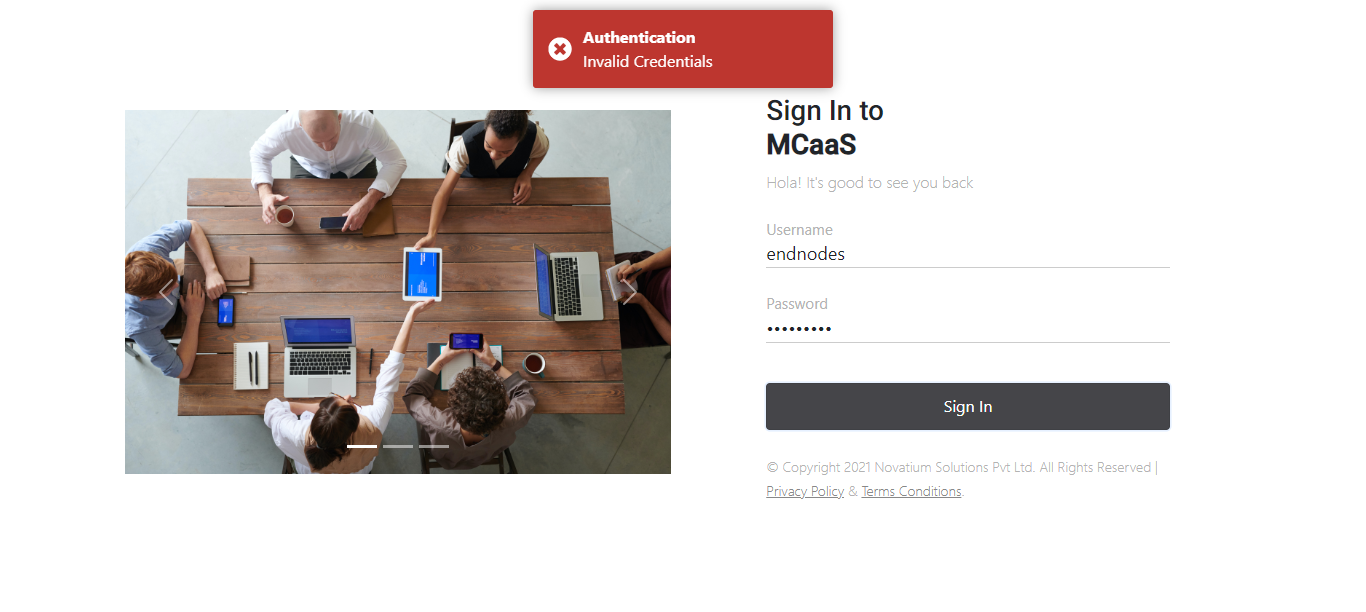 Authentication
Invalid Credentials
Sign In to
MCaaS
Hola! It's good to see you back
Username
endnodes
Password
•••••••••
Sign In
© Copyright 2021 Novatium Solutions Pvt Ltd. All Rights Reserved |
Privacy Policy & Terms Conditions.